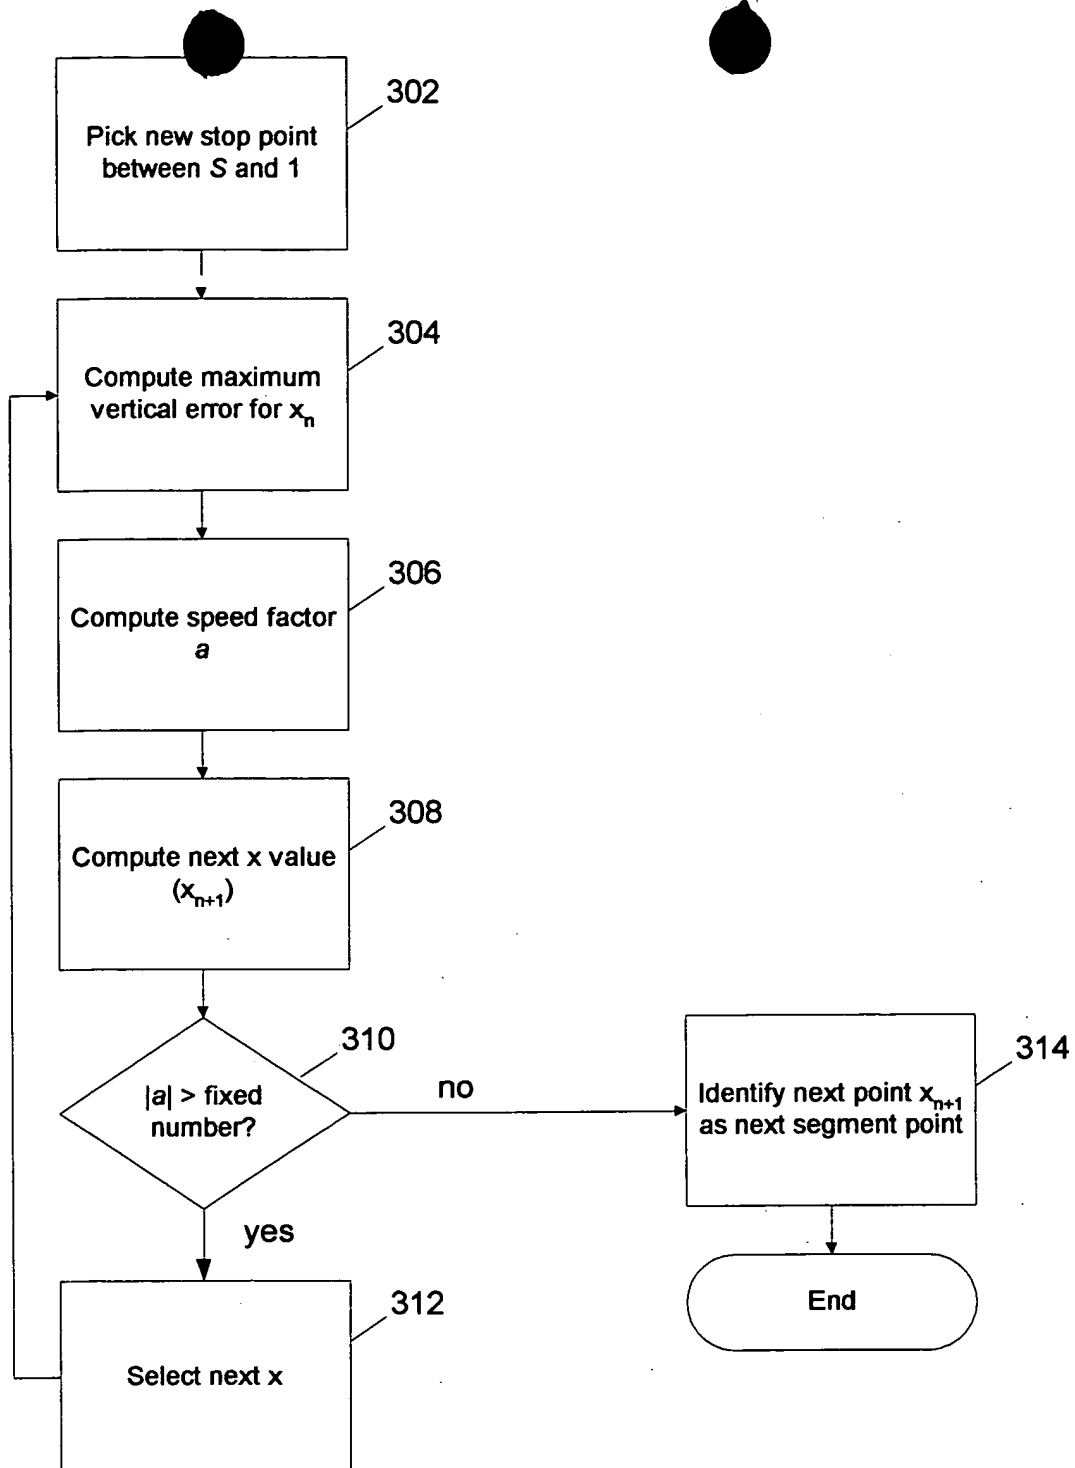 302
Pick new stop point
between S and 1
304
Compute maximum
vertical error for xₙ
306
Compute speed factor
a
308
Compute next x value
(xₙ₊₁)
310
|a| > fixed
number?
no
314
Identify next point xₙ₊₁
as next segment point
yes
End
312
Select next x